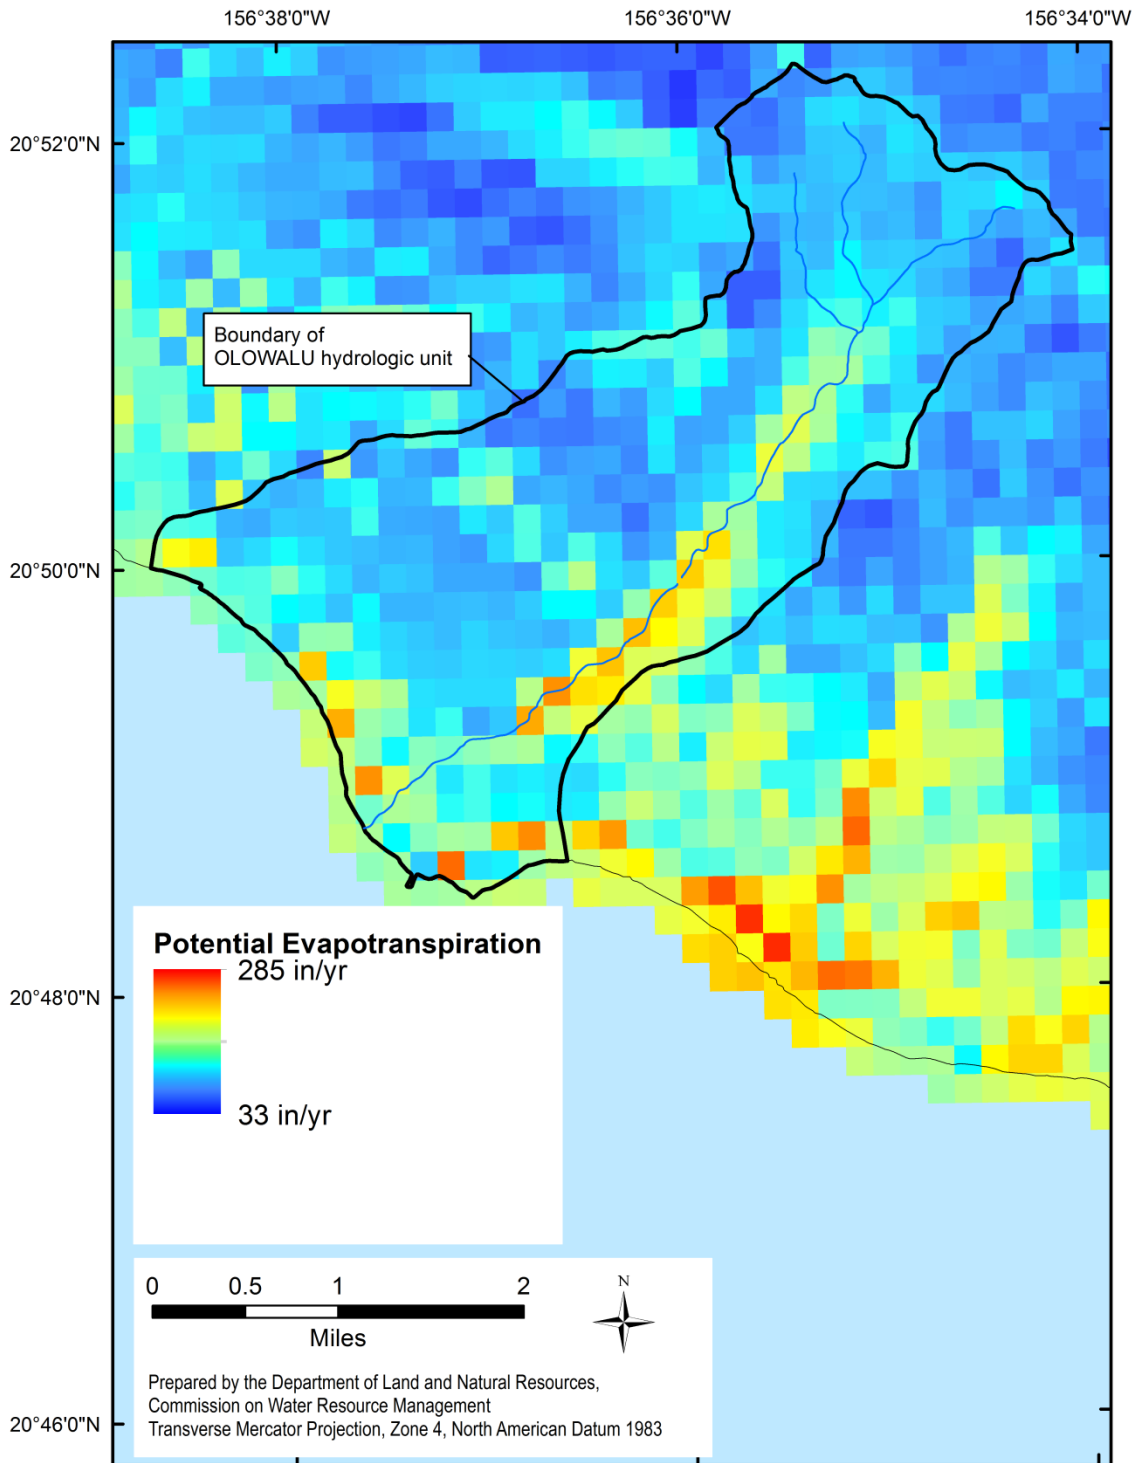 156°38'0"W
156°36'0"W
156°34'0"W
20°52'0"N
Boundary of
OLOWALU hydrologic unit
20°50'0"N
Potential Evapotranspiration
285 in/yr
20°48'0"N
33 in/yr
0 0.5 1 2
Miles
N
Prepared by the Department of Land and Natural Resources,
Commission on Water Resource Management
Transverse Mercator Projection, Zone 4, North American Datum 1983
20°46'0"N